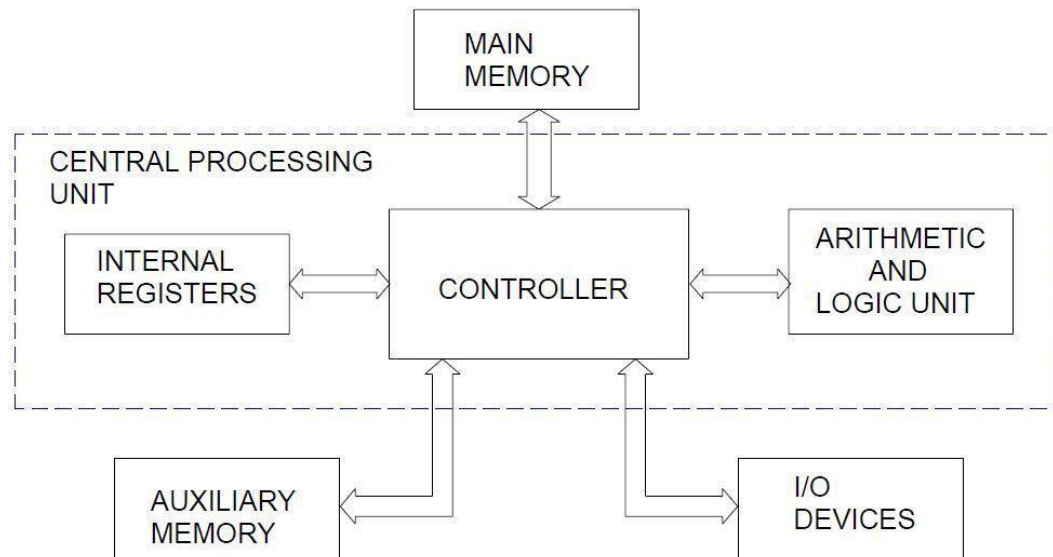 MAIN
MEMORY
CENTRAL PROCESSING
UNIT
INTERNAL
REGISTERS
CONTROLLER
ARITHMETIC
AND
LOGIC UNIT
AUXILIARY
MEMORY
I/O
DEVICES